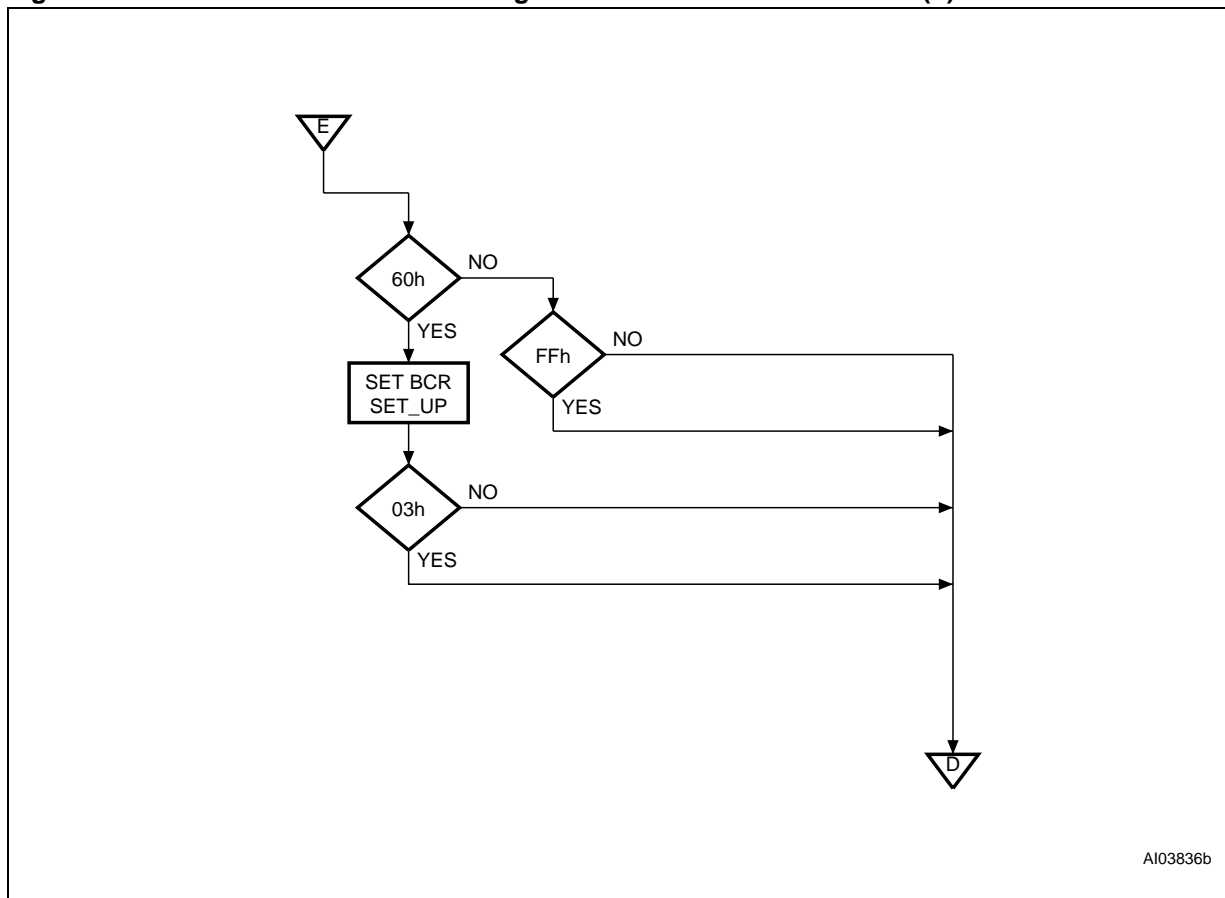 E
60h
NO
YES
FFh
NO
YES
SET BCR
SET_UP
03h
NO
YES
D
AI03836b